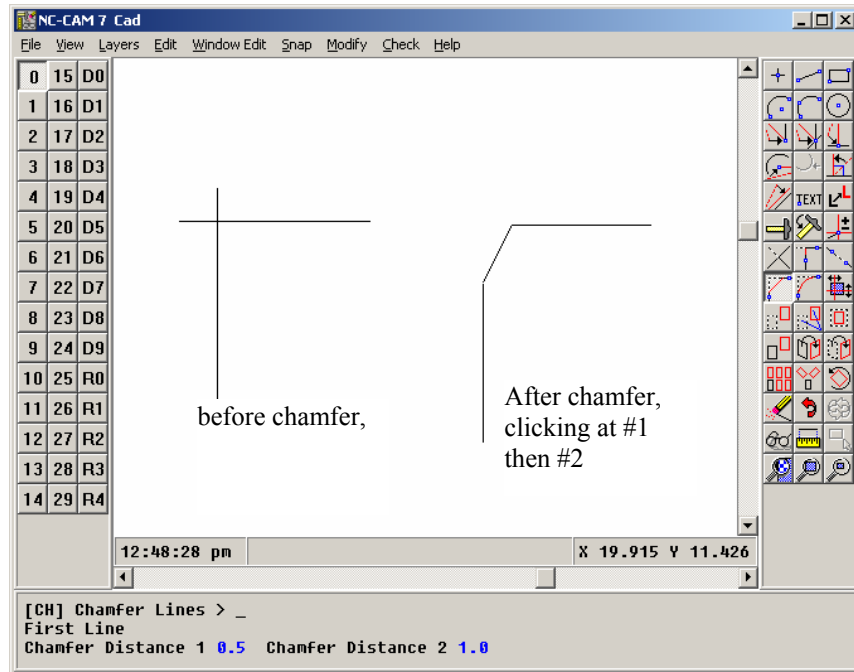 NC-CAM 7 Cad
File View Layers Edit Window Edit Snap Modify Check Help
0 15 D0
1 16 D1
2 17 D2
3 18 D3
4 19 D4
5 20 D5
6 21 D6
7 22 D7
8 23 D8
9 24 D9
10 25 R0
11 26 R1
12 27 R2
13 28 R3
14 29 R4
TEXT
before chamfer,
After chamfer,
clicking at #1
then #2
12:48:28 pm
X 19.915 Y 11.426
[CH] Chamfer Lines > _
First Line
Chamfer Distance 1 0.5 Chamfer Distance 2 1.0